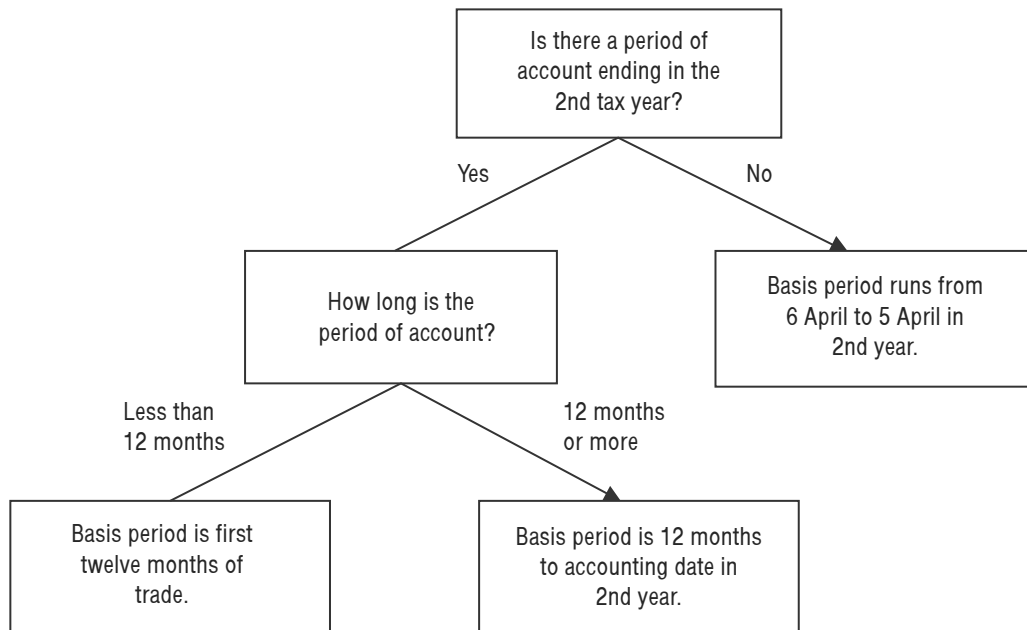 Is there a period of
account ending in the
2nd tax year?
Yes
No
How long is the
period of account?
Basis period runs from
6 April to 5 April in
2nd year.
Less than
12 months
12 months
or more
Basis period is first
twelve months of
trade.
Basis period is 12 months
to accounting date in
2nd year.